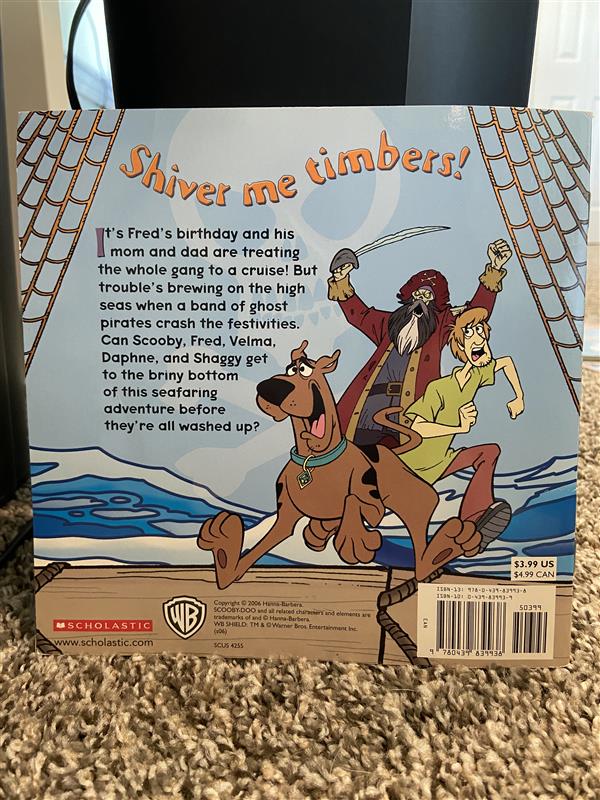 Shiver me timbers!
It's Fred's birthday and his
mom and dad are treating
the whole gang to a cruise! But
trouble's brewing on the high
seas when a band of ghost
pirates crash the festivities.
Can Scooby, Fred, Velma,
Daphne, and Shaggy get
to the briny bottom
of this seafaring
adventure before
they're all washed up?
$3.99 US
$4.99 CAN
ISBN-13: 978-0-439-83993-8
ISBN-10: 0-439-83993-9
50399
EAN
9 780439 839938
SCHOLASTIC
www.scholastic.com
WB
Copyright © 2006 Hanna-Barbera.
SCOOBY-DOO and all related characters and elements are
trademarks of and © Hanna-Barbera.
WB SHIELD: TM & © Warner Bros. Entertainment Inc.
(s06)
SCUS 4255